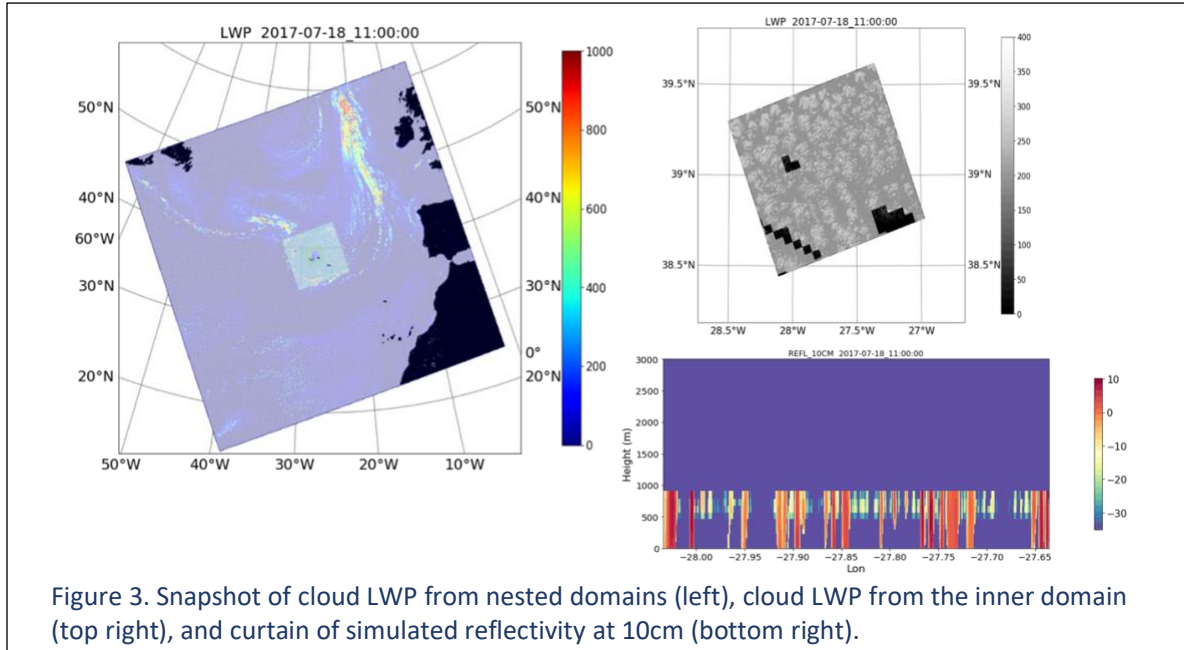 LWP 2017-07-18_11:00:00
50°N
40°N
60°W
30°N
20°N
50°W 40°W 30°W 20°W 10°W
50°N
40°N
30°N
0°
20°N
1000
800
600
400
200
0
LWP 2017-07-18_11:00:00
39.5°N
39°N
38.5°N
28.5°W 28°W 27.5°W 27°W
39.5°N
39°N
38.5°N
400
350
300
250
200
150
100
50
0
REFL_10CM 2017-07-18_11:00:00
Height (m)
3000
2500
2000
1500
1000
500
0
−28.00 −27.95 −27.90 −27.85 −27.80 −27.75 −27.70 −27.65
Lon
10
0
−10
−20
−30
Figure 3. Snapshot of cloud LWP from nested domains (left), cloud LWP from the inner domain
(top right), and curtain of simulated reflectivity at 10cm (bottom right).